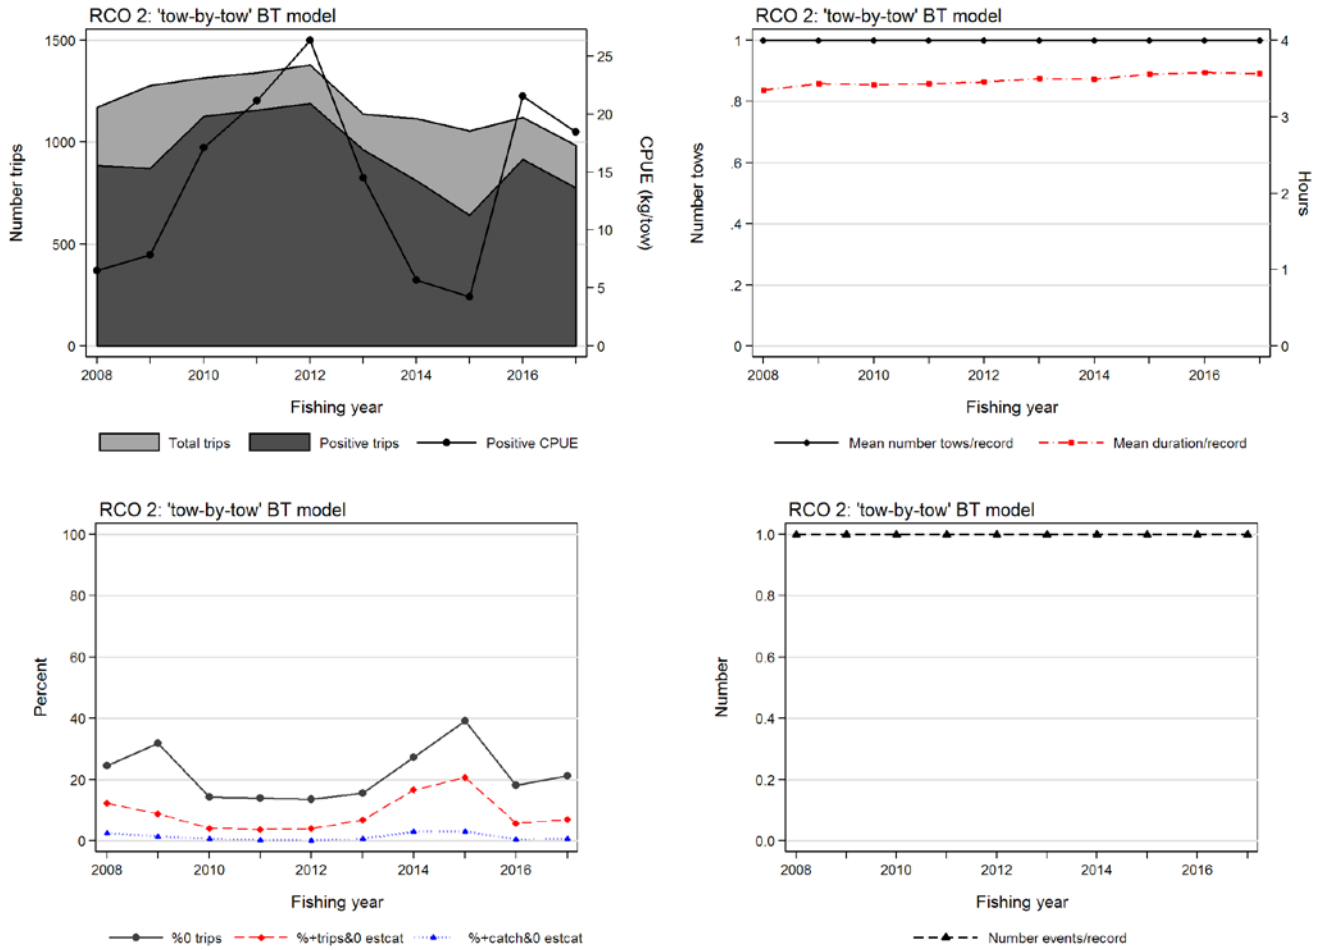 RCO 2: 'tow-by-tow' BT model
1500
1000
500
0
Number trips
25
20
15
10
5
0
CPUE (kg/tow)
2008
2010
2012
2014
2016
Fishing year
Total trips Positive trips Positive CPUE
RCO 2: 'tow-by-tow' BT model
1
.8
.6
.4
.2
0
Number tows
4
3
2
1
0
Hours
2008
2010
2012
2014
2016
Fishing year
Mean number tows/record Mean duration/record
RCO 2: 'tow-by-tow' BT model
100
80
60
40
20
0
Percent
2008
2010
2012
2014
2016
Fishing year
%0 trips %+trips&0 estcat %+catch&0 estcat
RCO 2: 'tow-by-tow' BT model
1.0
0.8
0.6
0.4
0.2
0.0
Number
2008
2010
2012
2014
2016
Fishing year
Number events/record